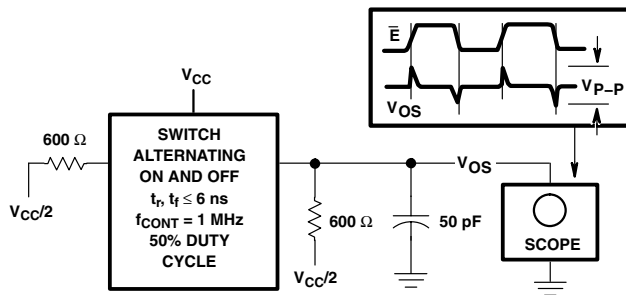 E
V_OS
V_P–P
V_CC
600 Ω
V_CC/2
SWITCH
ALTERNATING
ON AND OFF
t_r, t_f ≤ 6 ns
f_CONT = 1 MHz
50% DUTY
CYCLE
V_OS
600 Ω
V_CC/2
50 pF
SCOPE